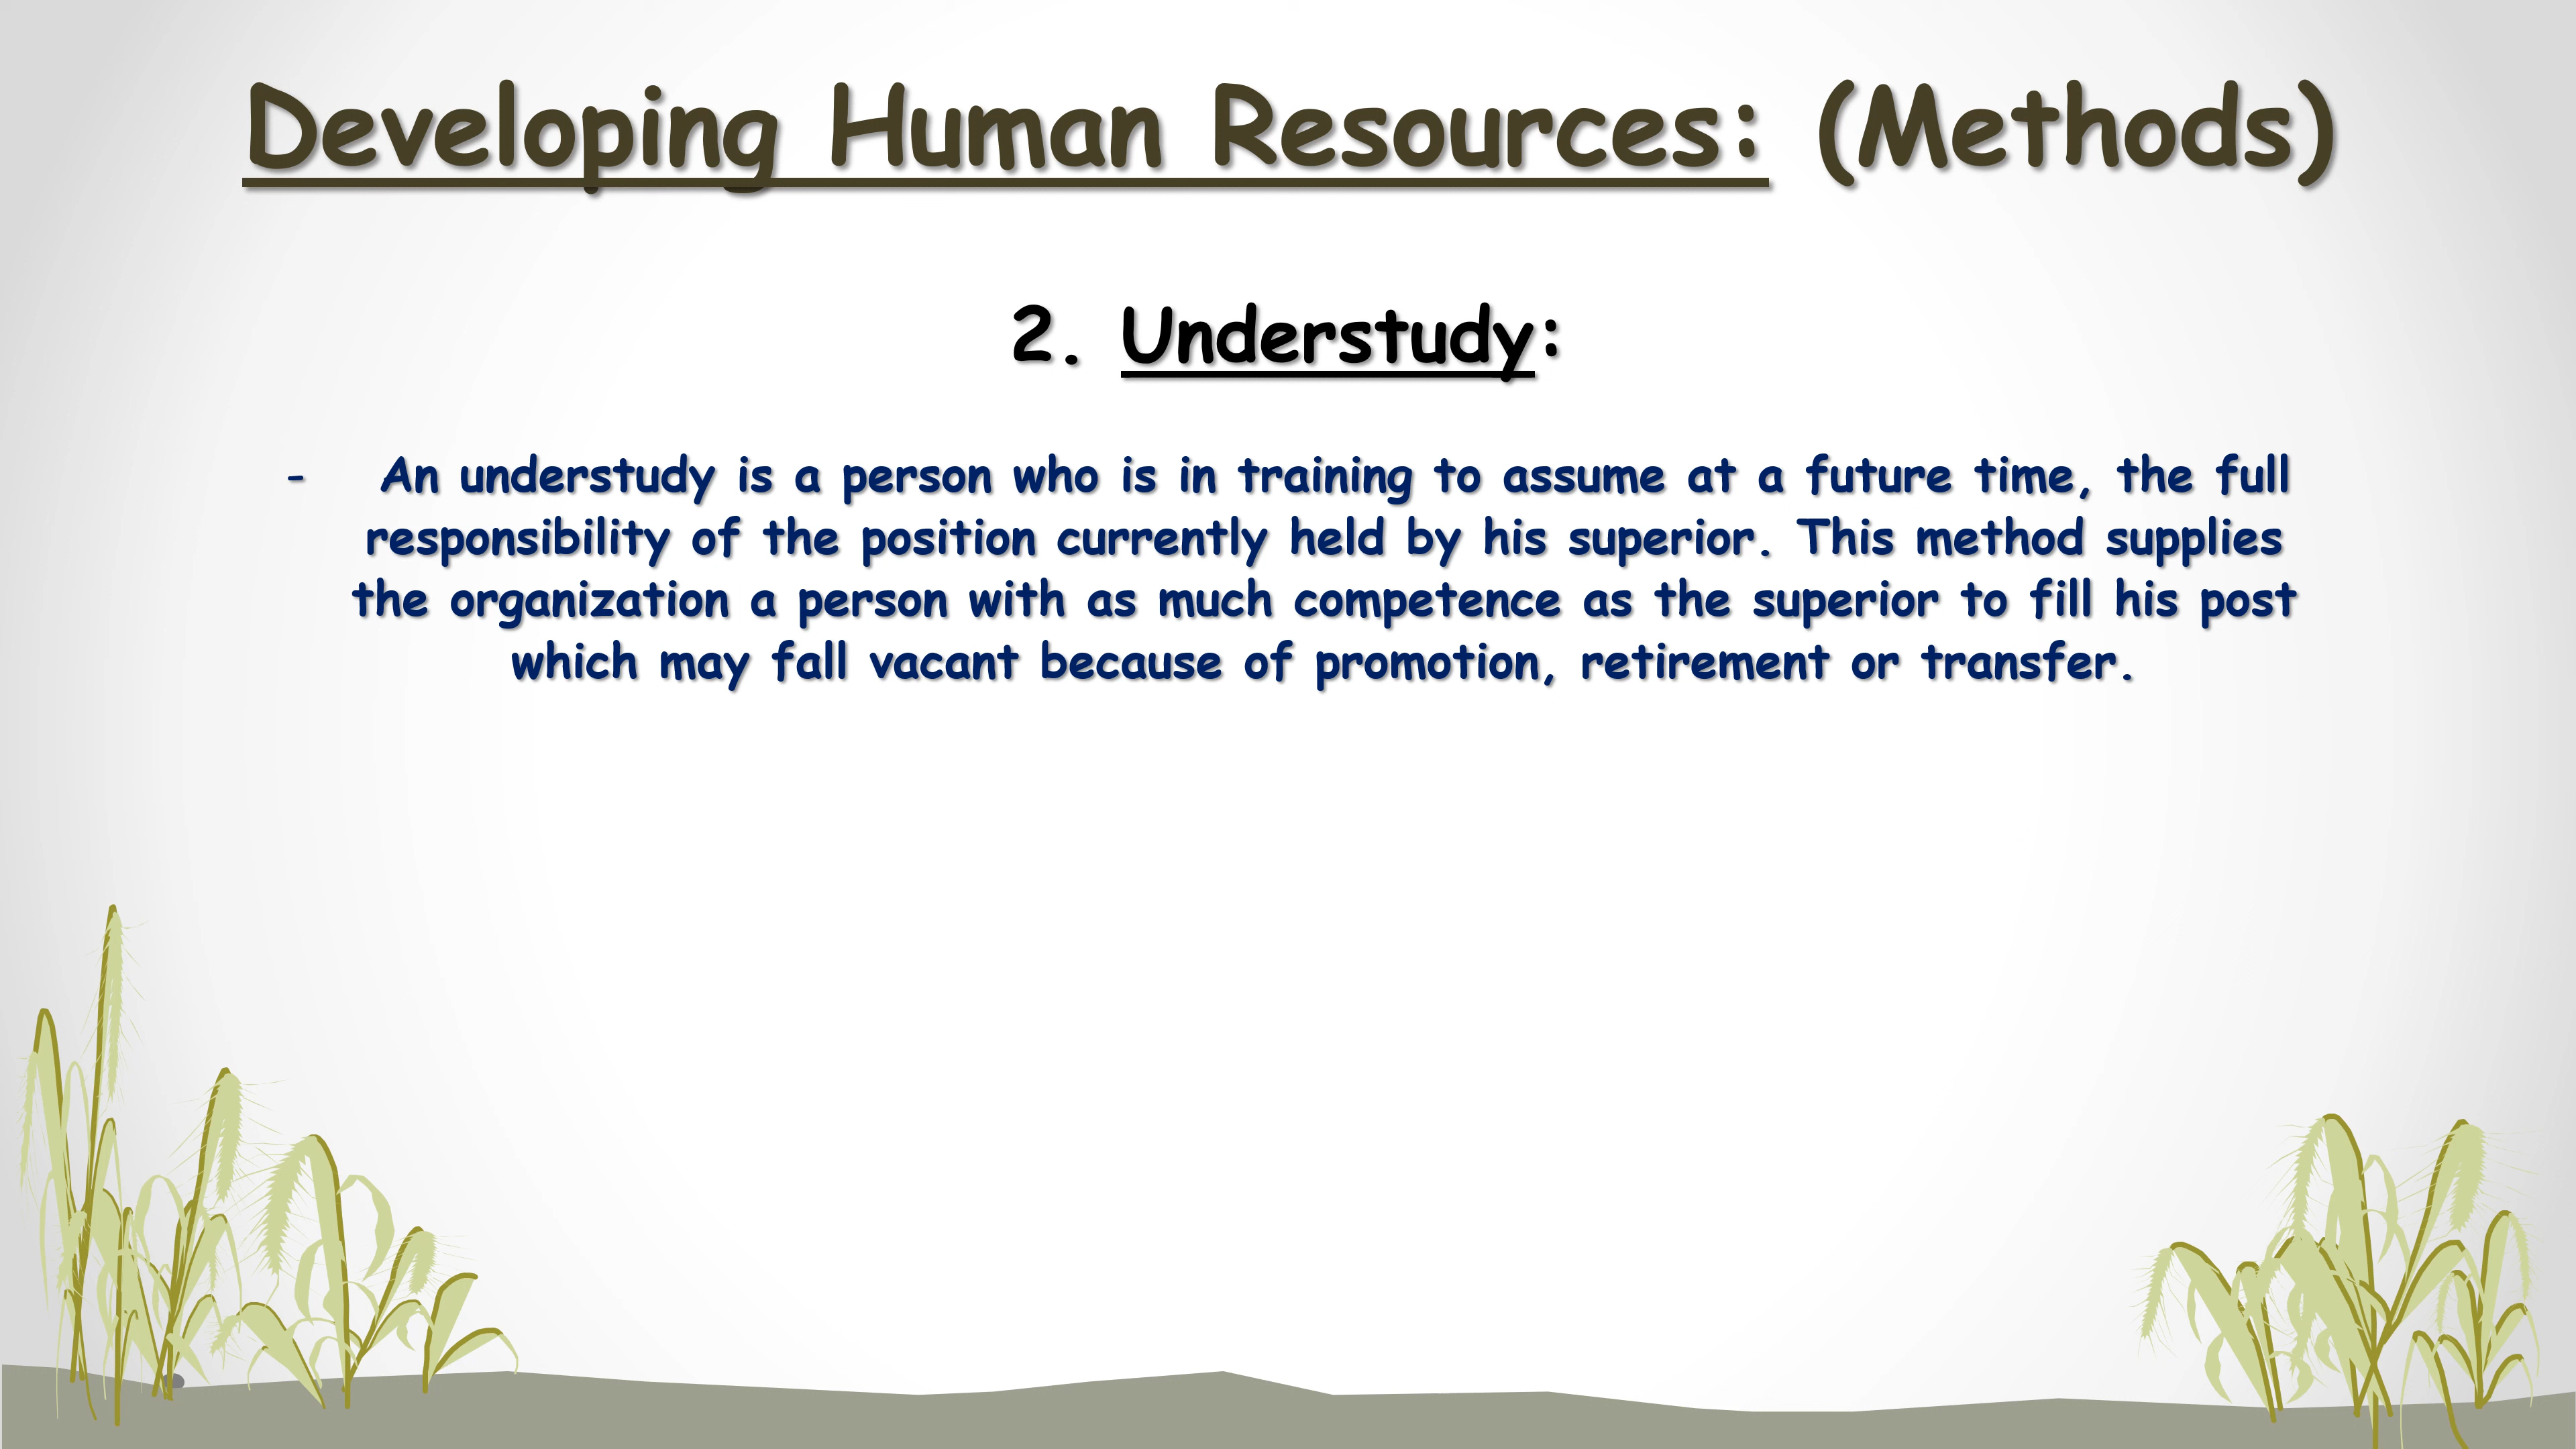 Developing Human Resources: (Methods)
2. Understudy:
- An understudy is a person who is in training to assume at a future time, the full
responsibility of the position currently held by his superior. This method supplies
the organization a person with as much competence as the superior to fill his post
which may fall vacant because of promotion, retirement or transfer.